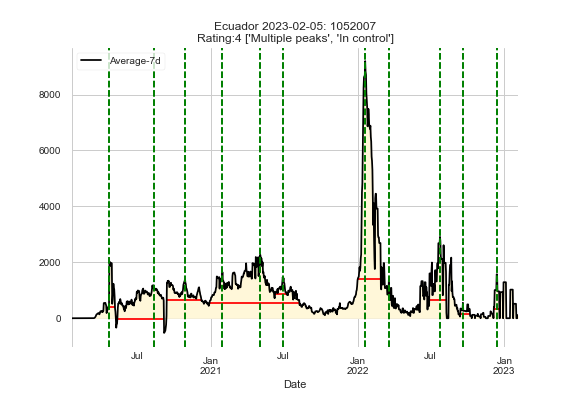 Ecuador 2023-02-05: 1052007
Rating:4 ['Multiple peaks', 'In control']
Average-7d
8000
6000
4000
2000
0
Jul
Jan
2021
Jul
Jan
2022
Jul
Jan
2023
Date